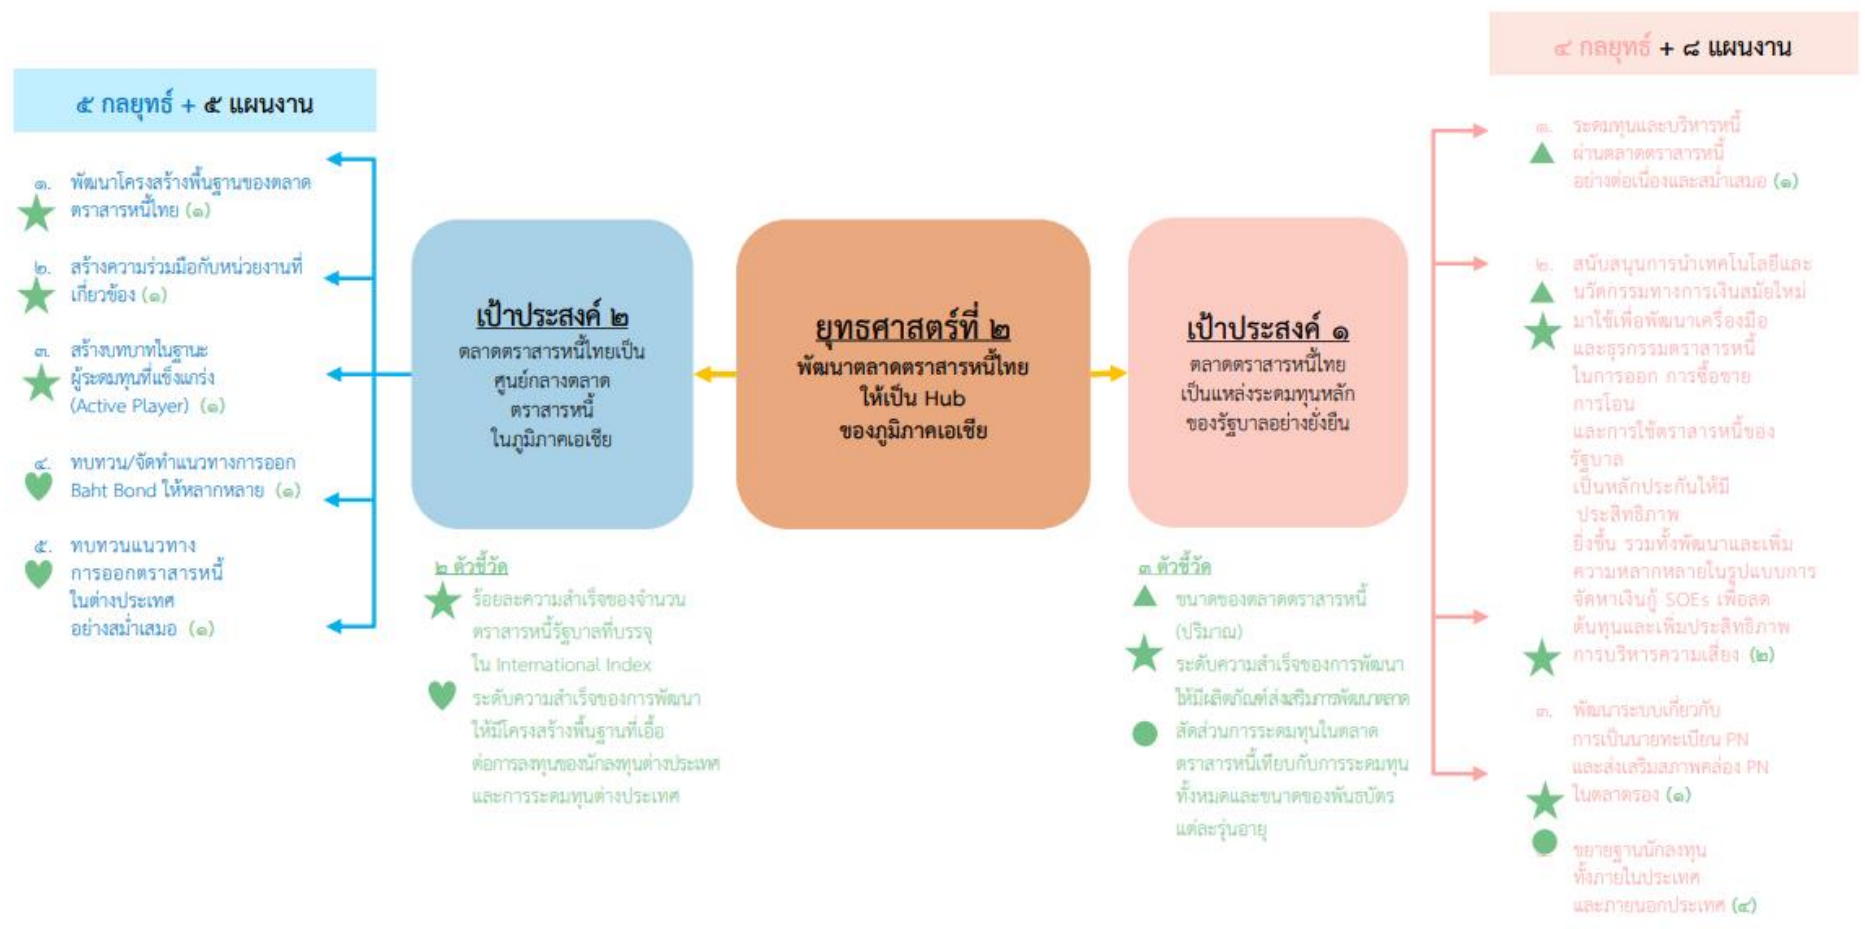 ๕ กลยุทธ์ + ๕ แผนงาน
๑. พัฒนาโครงสร้างพื้นฐานของตลาด
ตราสารหนี้ไทย (๑)
๒. สร้างความร่วมมือกับหน่วยงานที่
เกี่ยวข้อง (๑)
๓. สร้างบทบาทในฐานะ
ผู้ระดมทุนที่แข็งแกร่ง
(Active Player) (๑)
๔. ทบทวน/จัดทำแนวทางการออก
Baht Bond ให้หลากหลาย (๑)
๕. ทบทวนแนวทาง
การออกตราสารหนี้
ในต่างประเทศ
อย่างสม่ำเสมอ (๑)
เป้าประสงค์ ๒
ตลาดตราสารหนี้ไทยเป็น
ศูนย์กลางตลาด
ตราสารหนี้
ในภูมิภาคเอเชีย
๒ ตัวชี้วัด
ร้อยละความสำเร็จของจำนวน
ตราสารหนี้รัฐบาลที่บรรจุ
ใน International Index
ระดับความสำเร็จของการพัฒนา
ให้มีโครงสร้างพื้นฐานที่เอื้อ
ต่อการลงทุนของนักลงทุนต่างประเทศ
และการระดมทุนต่างประเทศ
ยุทธศาสตร์ที่ ๒
พัฒนาตลาดตราสารหนี้ไทย
ให้เป็น Hub
ของภูมิภาคเอเชีย
เป้าประสงค์ ๑
ตลาดตราสารหนี้ไทย
เป็นแหล่งระดมทุนหลัก
ของรัฐบาลอย่างยั่งยืน
๓ ตัวชี้วัด
ขนาดของตลาดตราสารหนี้
(ปริมาณ)
ระดับความสำเร็จของการพัฒนา
ให้มีผลิตภัณฑ์ส่งเสริมการพัฒนาตลาด
สัดส่วนการระดมทุนในตลาด
ตราสารหนี้เทียบกับการระดมทุน
ทั้งหมดและขนาดของพันธบัตร
แต่ละรุ่นอายุ
๔ กลยุทธ์ + ๘ แผนงาน
๑. ระดมทุนและบริหารหนี้
ผ่านตลาดตราสารหนี้
อย่างต่อเนื่องและสม่ำเสมอ (๑)
๒. สนับสนุนการนำเทคโนโลยีและ
นวัตกรรมทางการเงินสมัยใหม่
มาใช้เพื่อพัฒนาเครื่องมือ
และธุรกรรมตราสารหนี้
ในการออก การซื้อขาย
การโอน
และการใช้ตราสารหนี้ของ
รัฐบาล
เป็นหลักประกันให้มี
ประสิทธิภาพ
ยิ่งขึ้น รวมทั้งพัฒนาและเพิ่ม
ความหลากหลายในรูปแบบการ
จัดหาเงินกู้ SOEs เพื่อลด
ต้นทุนและเพิ่มประสิทธิภาพ
การบริหารความเสี่ยง (๒)
๓. พัฒนาระบบเกี่ยวกับ
การเป็นนายทะเบียน PN
และส่งเสริมสภาพคล่อง PN
ในตลาดรอง (๑)
ขยายฐานนักลงทุน
ทั้งภายในประเทศ
และภายนอกประเทศ (๔)